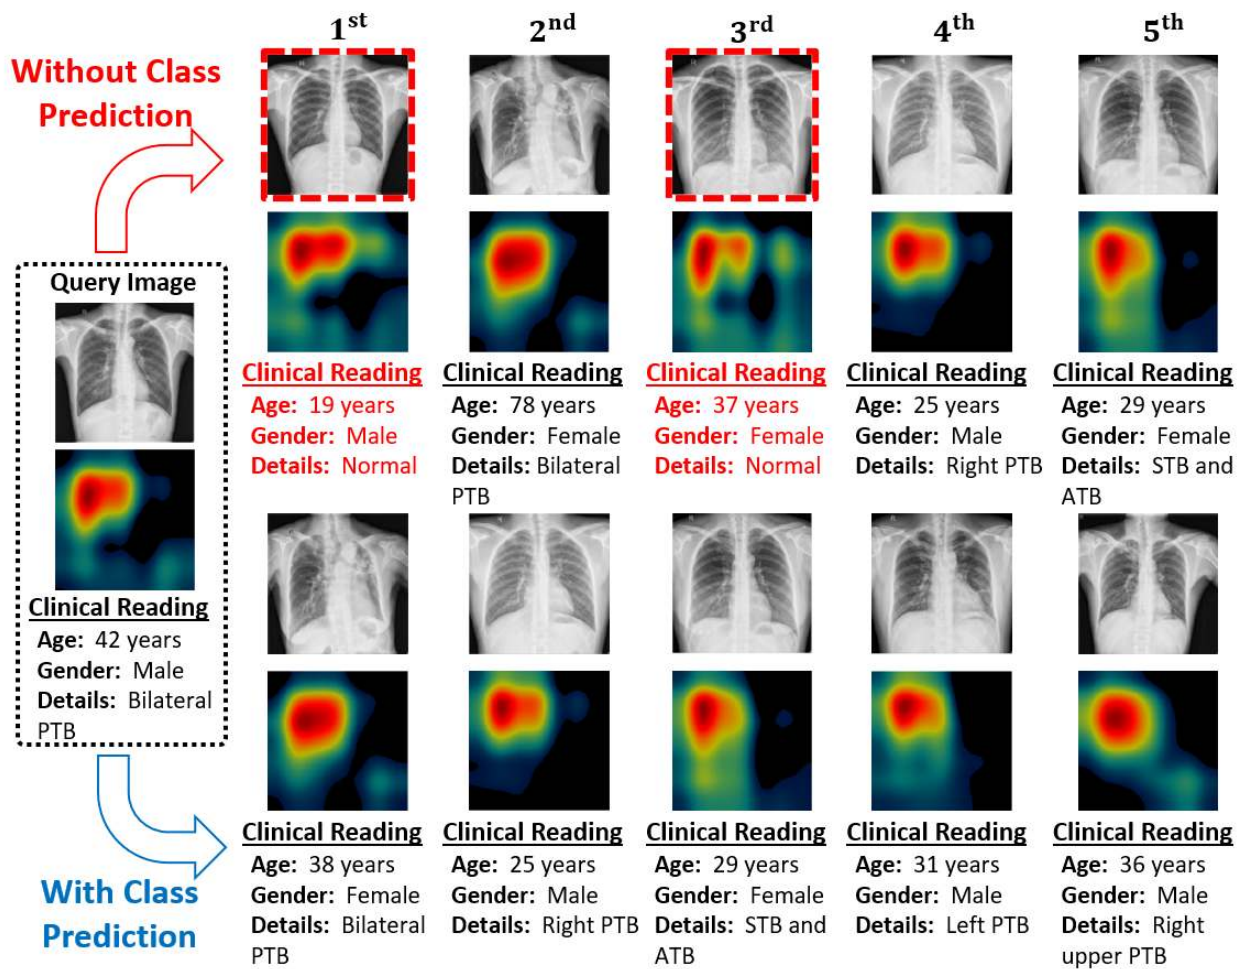 1st
2nd
3rd
4th
5th
Without Class
Prediction
Query Image
Clinical Reading
Age: 42 years
Gender: Male
Details: Bilateral
PTB
Clinical Reading
Age: 19 years
Gender: Male
Details: Normal
Clinical Reading
Age: 78 years
Gender: Female
Details: Bilateral
PTB
Clinical Reading
Age: 37 years
Gender: Female
Details: Normal
Clinical Reading
Age: 25 years
Gender: Male
Details: Right PTB
Clinical Reading
Age: 29 years
Gender: Female
Details: STB and
ATB
With Class
Prediction
Clinical Reading
Age: 38 years
Gender: Female
Details: Bilateral
PTB
Clinical Reading
Age: 25 years
Gender: Male
Details: Right PTB
Clinical Reading
Age: 29 years
Gender: Female
Details: STB and
ATB
Clinical Reading
Age: 31 years
Gender: Male
Details: Left PTB
Clinical Reading
Age: 36 years
Gender: Male
Details: Right
upper PTB